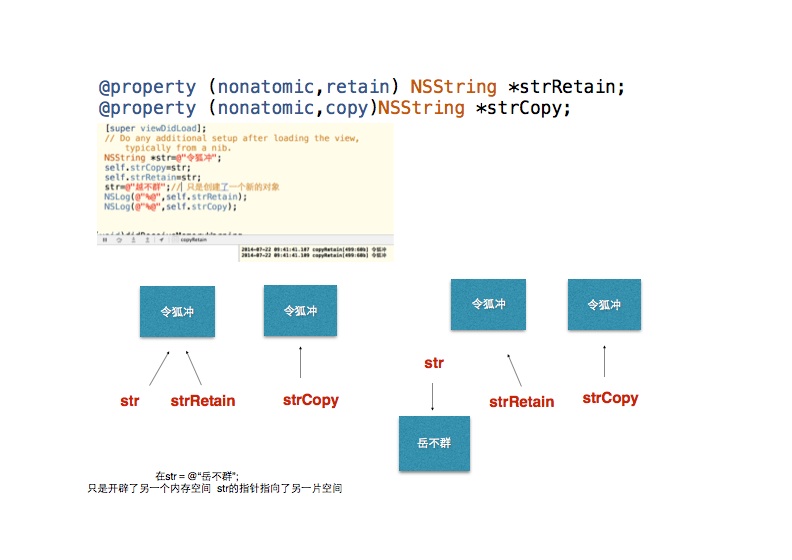 @property (nonatomic,retain) NSString *strRetain;
@property (nonatomic,copy)NSString *strCopy;
[super viewDidLoad];
// Do any additional setup after loading the view,
typically from a nib.
NSString *str=@"令狐冲";
self.strCopy=str;
self.strRetain=str;
str=@"越不群";// 只是创建了一个新的对象
NSLog(@"%@",self.strRetain);
NSLog(@"%@",self.strCopy);
copyRetain
2014-07-22 09:41:41.107 copyRetain[499:60b] 令狐冲
2014-07-22 09:41:41.109 copyRetain[499:60b] 令狐冲
令狐冲 令狐冲 令狐冲 令狐冲
str
str strRetain strCopy strRetain strCopy
岳不群
在str = @“岳不群";
只是开辟了另一个内存空间 str的指针指向了另一片空间